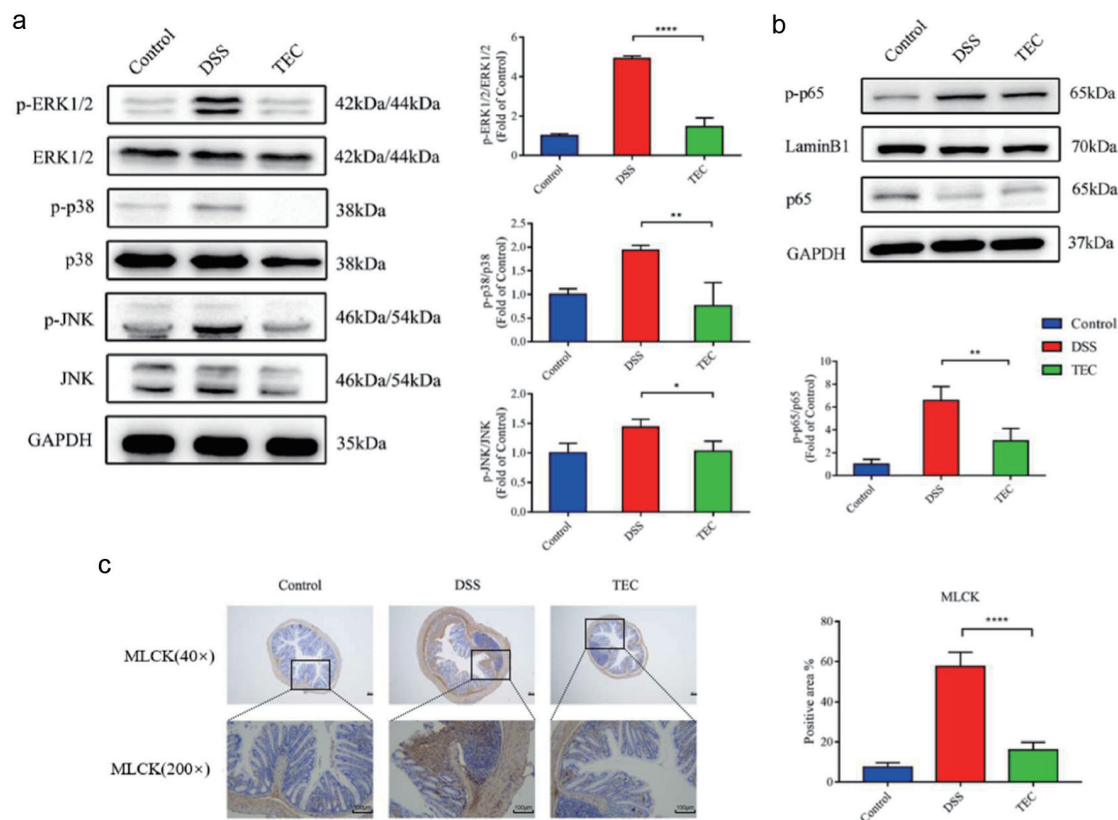 a
Control DSS TEC
p-ERK1/2 42kDa/44kDa
ERK1/2 42kDa/44kDa
p-p38 38kDa
p38 38kDa
p-JNK 46kDa/54kDa
JNK 46kDa/54kDa
GAPDH 35kDa
p-ERK1/2/ERK1/2
(Fold of Control)
6
4
2
0
****
Control DSS TEC
p-p38/p38
(Fold of Control)
2.5
2.0
1.5
1.0
0.5
0.0
**
Control DSS TEC
p-JNK/JNK
(Fold of Control)
2.0
1.5
1.0
0.5
0.0
*
Control DSS TEC
b
Control DSS TEC
p-p65 65kDa
LaminB1 70kDa
p65 65kDa
GAPDH 37kDa
Control
DSS
TEC
p-p65/p65
(Fold of Control)
10
8
6
4
2
0
**
Control DSS TEC
c
Control DSS TEC
MLCK(40×)
MLCK(200×)
100μm 100μm 100μm
MLCK
Positive area %
80
60
40
20
0
****
Control DSS TEC